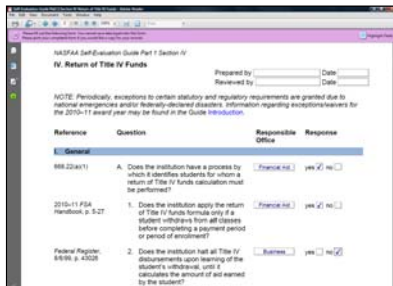 File Edit View Document Tools Window Help
NASFAA Self-Evaluation Guide Part 1 Section IV
IV. Return of Title IV Funds
Prepared by Date
Reviewed by Date
NOTE: Periodically, exceptions to certain statutory and regulatory requirements are granted due to
national emergencies and/or federally-declared disasters. Information regarding exceptions/waivers for
the 2010–11 award year may be found in the Guide Introduction.
Reference Question Responsible Response
Office
I. General
668.22(a)(1) A. Does the institution have a process by Financial Aid yes no
which it identifies students for whom a
return of Title IV funds calculation must
be performed?
2010–11 FSA 1. Does the institution apply the return Financial Aid yes no
Handbook, p. 5-27 of Title IV funds formula only if a
student withdraws from all classes
before completing a payment period
or period of enrollment?
Federal Register, 2. Does the institution halt all Title IV Business yes no
disbursements upon learning of the
student's withdrawal, until it
calculates the amount of aid earned
by the student?